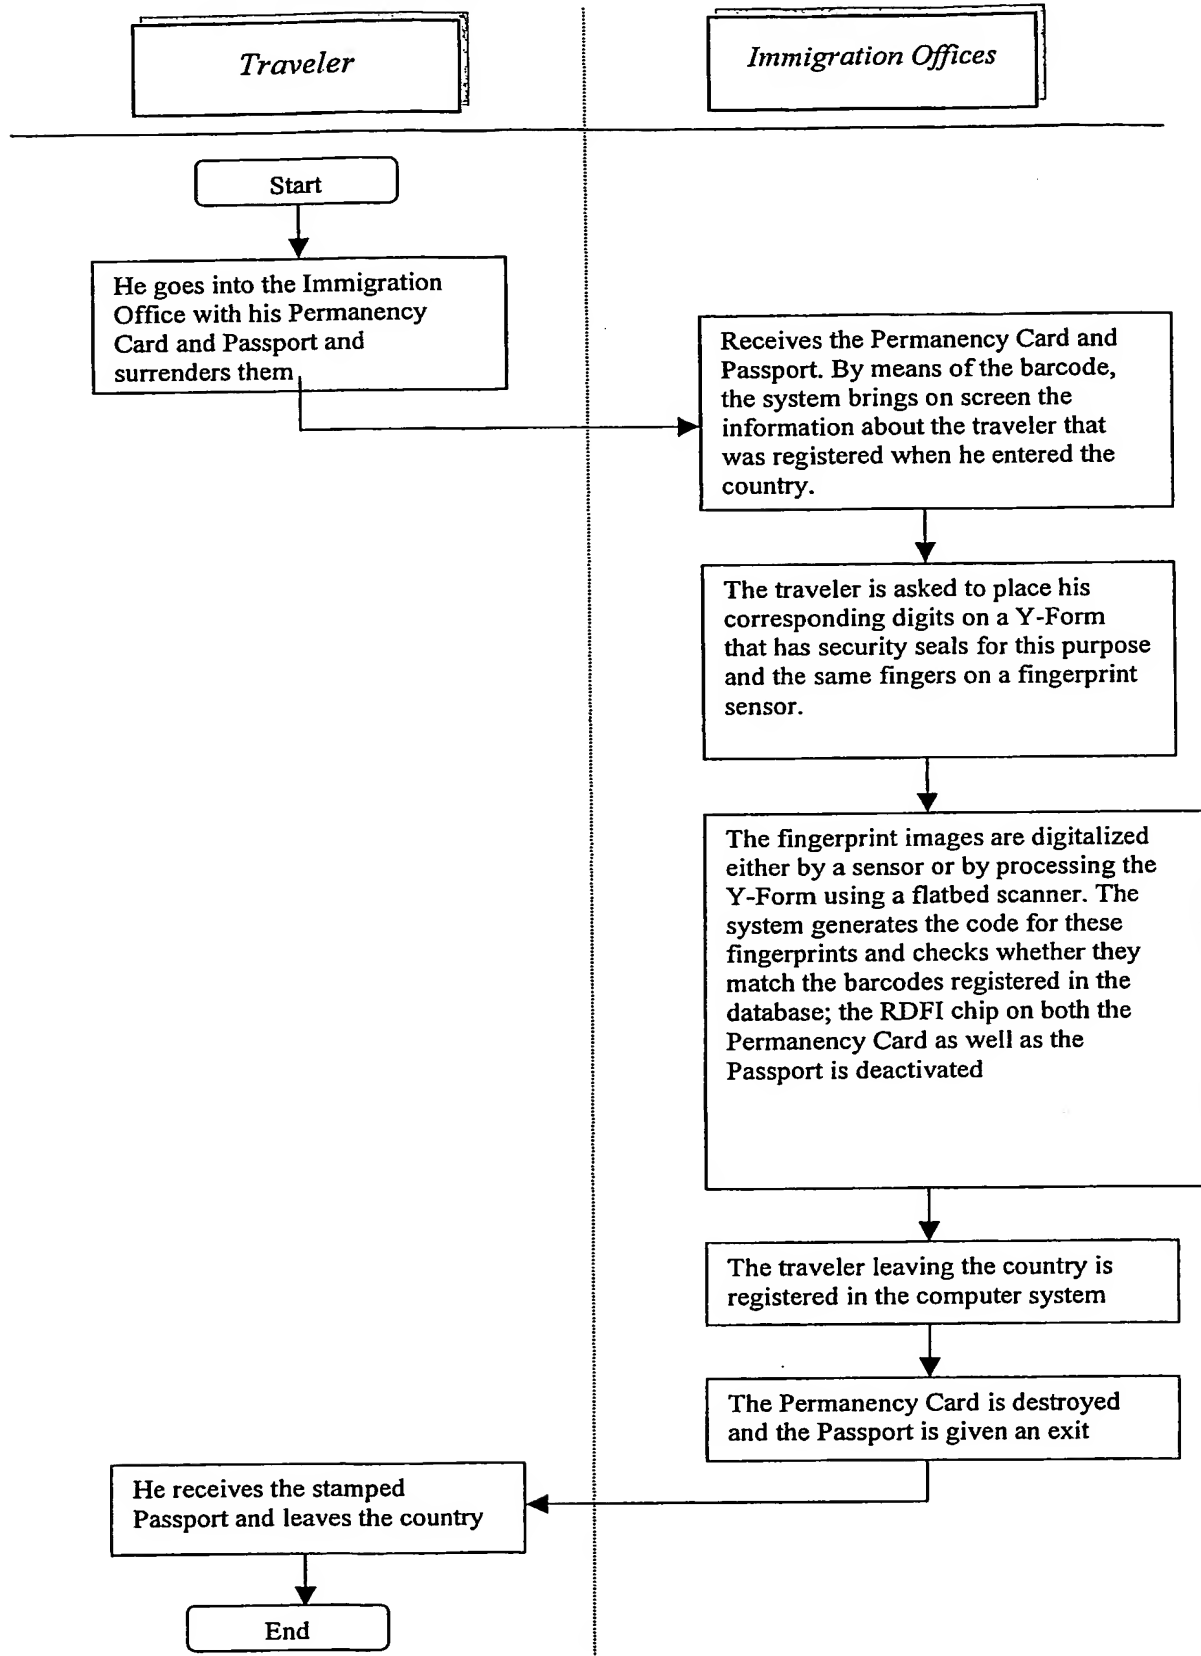 Traveler
Immigration Offices
Start
He goes into the Immigration
Office with his Permanency
Card and Passport and
surrenders them
Receives the Permanency Card and
Passport. By means of the barcode,
the system brings on screen the
information about the traveler that
was registered when he entered the
country.
The traveler is asked to place his
corresponding digits on a Y-Form
that has security seals for this purpose
and the same fingers on a fingerprint
sensor.
The fingerprint images are digitalized
either by a sensor or by processing the
Y-Form using a flatbed scanner. The
system generates the code for these
fingerprints and checks whether they
match the barcodes registered in the
database; the RDFI chip on both the
Permanency Card as well as the
Passport is deactivated
The traveler leaving the country is
registered in the computer system
The Permanency Card is destroyed
and the Passport is given an exit
He receives the stamped
Passport and leaves the country
End